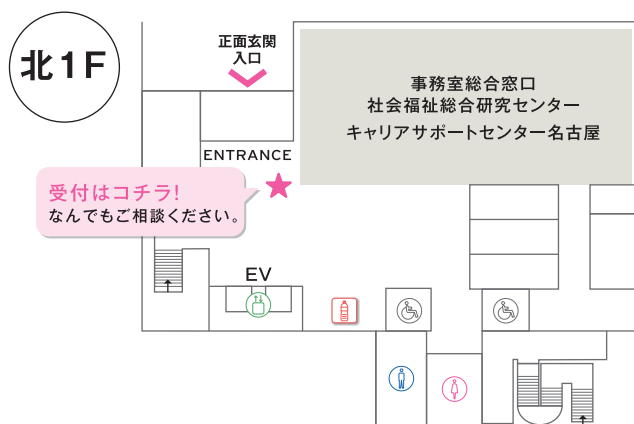 北1F
正面玄関
入口
事務室総合窓口
社会福祉総合研究センター
キャリアサポートセンター名古屋
ENTRANCE
受付はコチラ!
なんでもご相談ください。
EV